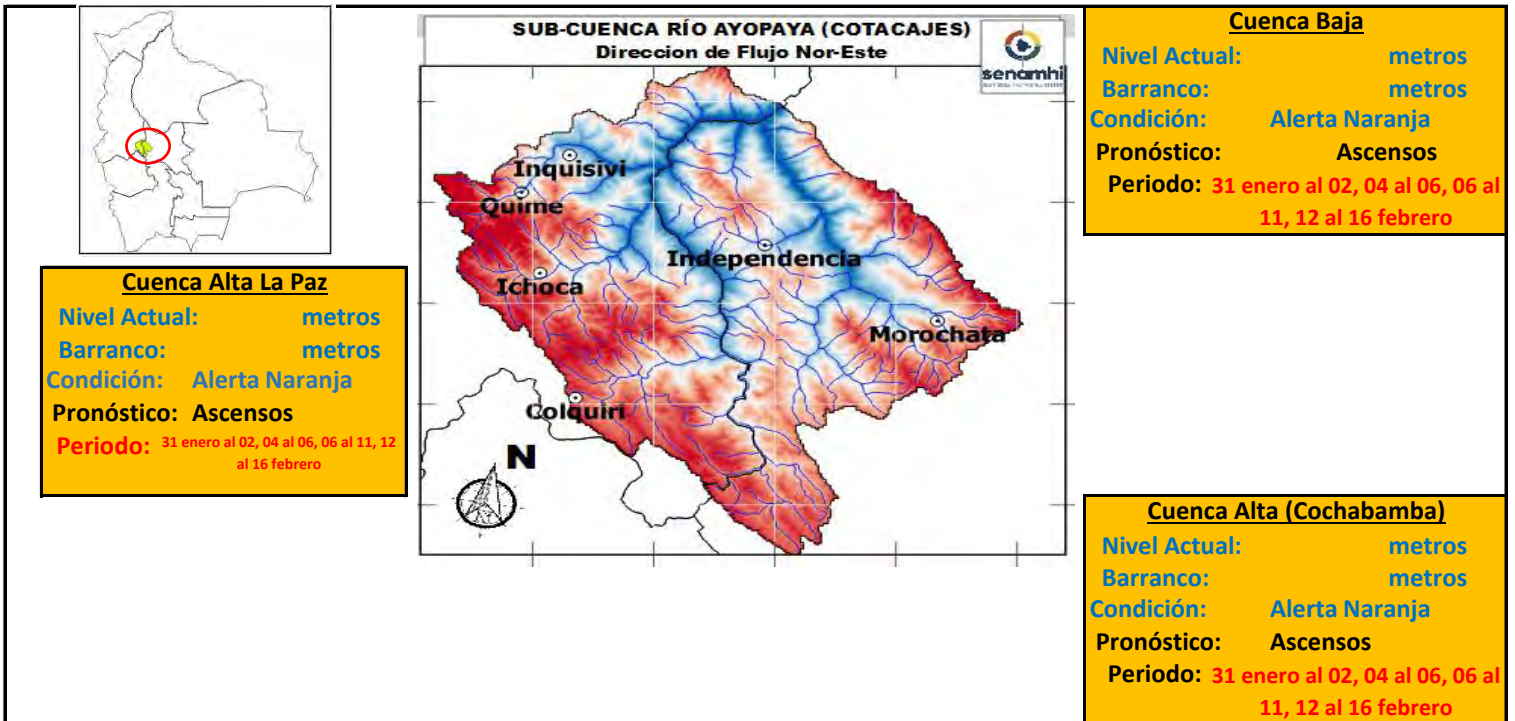 SUB-CUENCA RÍO AYOPAYA (COTACAJES)
Direccion de Flujo Nor-Este
senamhi
Inquisivi
Quime
Independencia
Ichoca
Morochata
Colquiri
N
Cuenca Alta La Paz
Nivel Actual: metros
Barranco: metros
Condición: Alerta Naranja
Pronóstico: Ascensos
Periodo: 31 enero al 02, 04 al 06, 06 al 11, 12
al 16 febrero
Cuenca Baja
Nivel Actual: metros
Barranco: metros
Condición: Alerta Naranja
Pronóstico: Ascensos
Periodo: 31 enero al 02, 04 al 06, 06 al
11, 12 al 16 febrero
Cuenca Alta (Cochabamba)
Nivel Actual: metros
Barranco: metros
Condición: Alerta Naranja
Pronóstico: Ascensos
Periodo: 31 enero al 02, 04 al 06, 06 al
11, 12 al 16 febrero